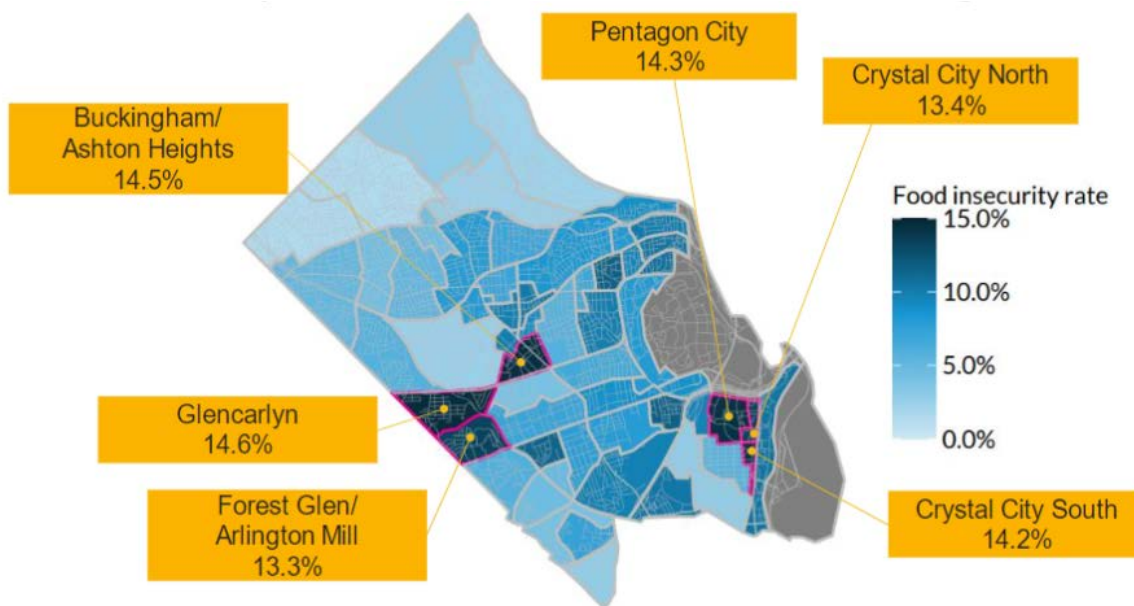 Pentagon City
14.3%
Crystal City North
13.4%
Buckingham/
Ashton Heights
14.5%
Food insecurity rate
15.0%
10.0%
5.0%
0.0%
Glencarlyn
14.6%
Forest Glen/
Arlington Mill
13.3%
Crystal City South
14.2%